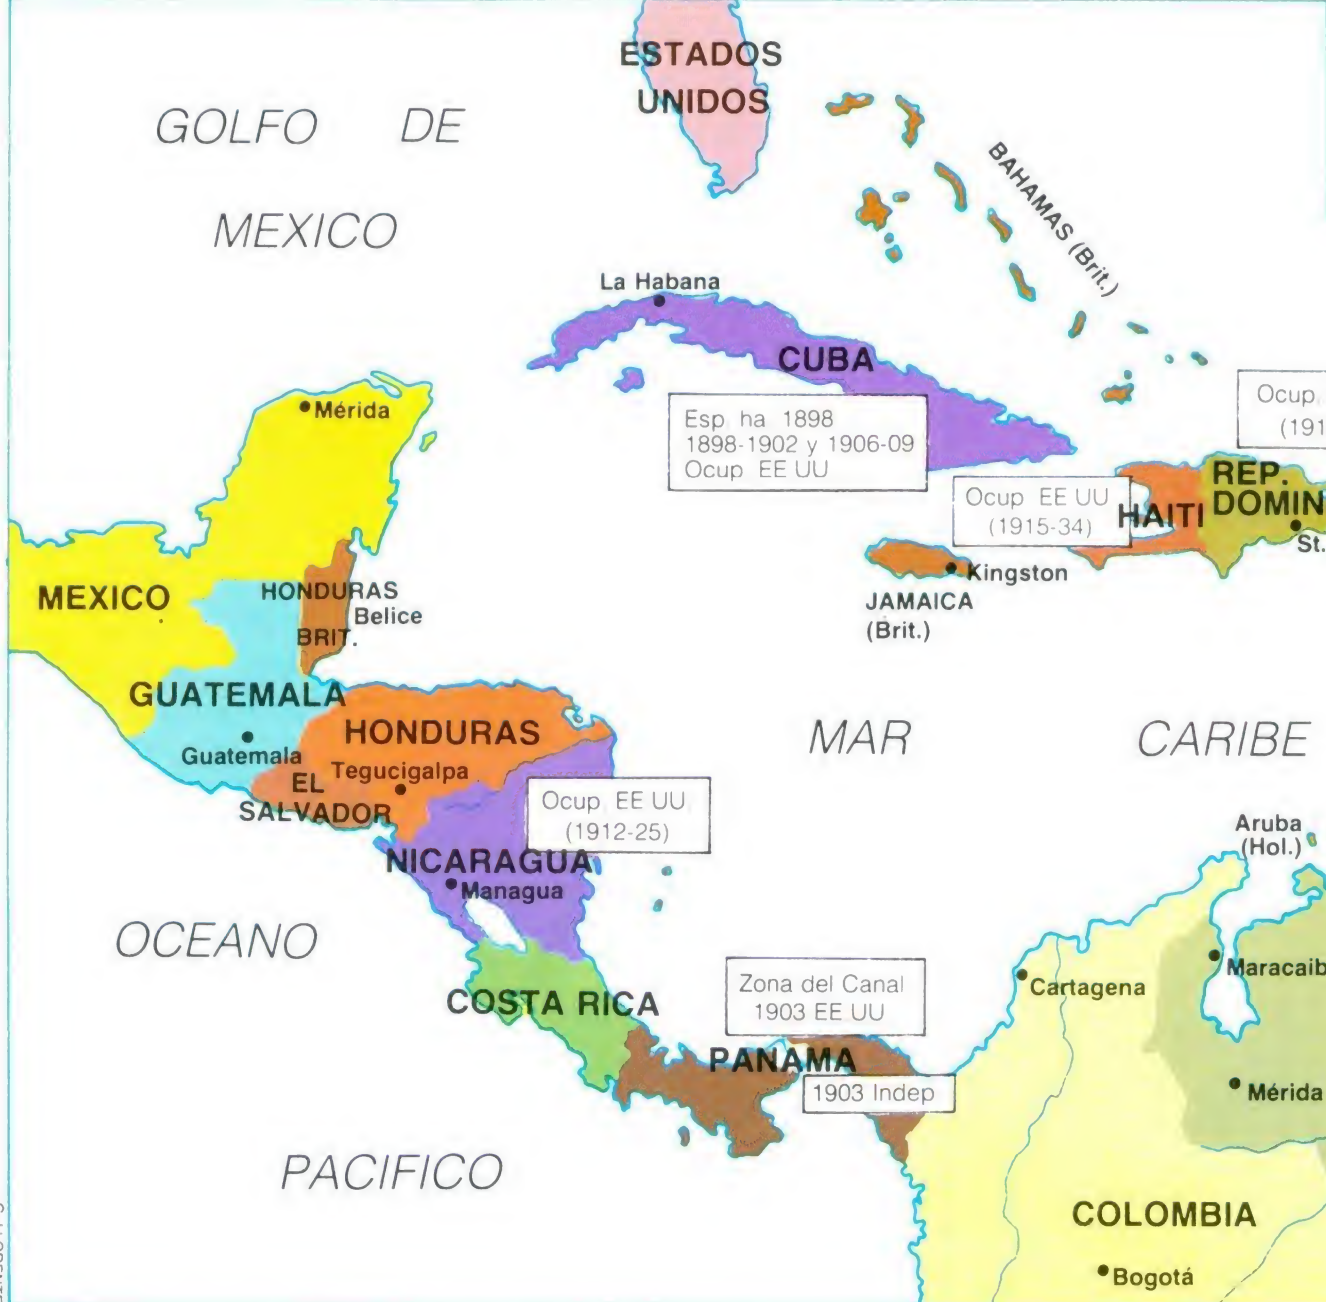 ESTADOS
UNIDOS
GOLFO DE
MEXICO
BAHAMAS (Brit.)
La Habana
CUBA
Esp ha 1898
1898-1902 y 1906-09
Ocup EE UU
Ocup.
(191
Mérida
Ocup EE UU
(1915-34)
HAITI
REP.
DOMIN
St.
Kingston
JAMAICA
(Brit.)
MEXICO
HONDURAS
Belice
BRIT.
GUATEMALA
Guatemala
HONDURAS
Tegucigalpa
EL
SALVADOR
MAR CARIBE
Ocup. EE UU.
(1912-25)
NICARAGUA
Managua
Aruba
(Hol.)
OCEANO
PACIFICO
COSTA RICA
Zona del Canal
1903 EE UU
PANAMA
1903 Indep
Cartagena
Maracaib
Mérida
COLOMBIA
Bogotá